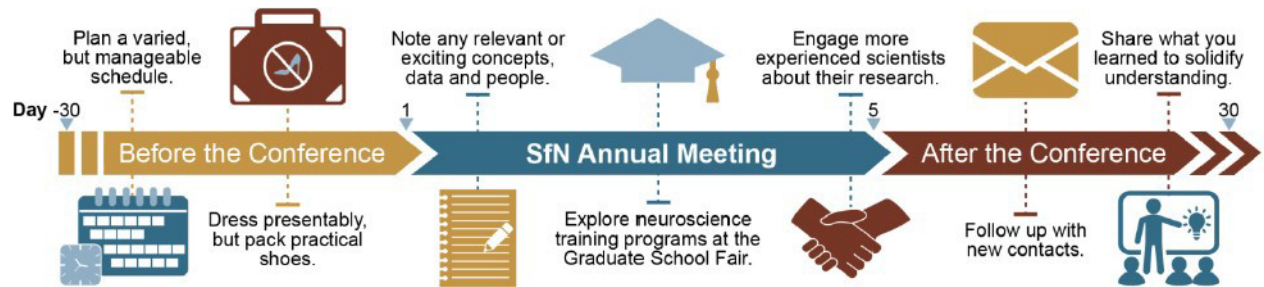 Plan a varied,
but manageable
schedule.
Note any relevant or
exciting concepts,
data and people.
Engage more
experienced scientists
about their research.
Share what you
learned to solidify
understanding.
Day -30
1
5
30
Before the Conference
SfN Annual Meeting
After the Conference
Dress presentably,
but pack practical
shoes.
Explore neuroscience
training programs at the
Graduate School Fair.
Follow up with
new contacts.